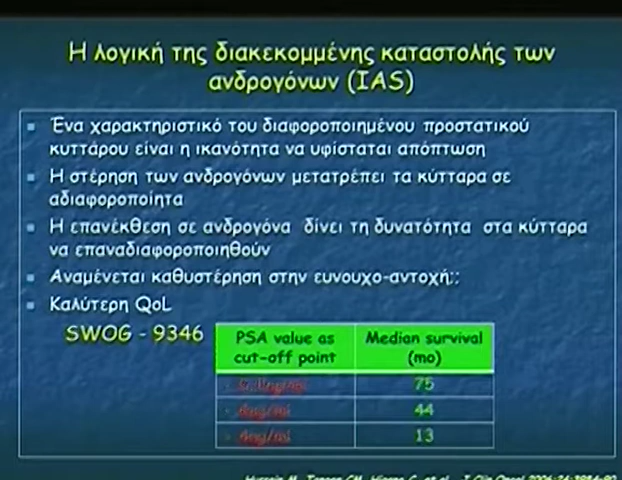 Η λογική της διακεκομμένης καταστολής των
ανδρογόνων (IAS)
Ένα χαρακτηριστικό του διαφοροποιημένου προστατικού
κυττάρου είναι η ικανότητα να υφίσταται απόπτωση
Η στέρηση των ανδρογόνων μετατρέπει τα κύτταρα σε
αδιαφοροποίητα
Η επανέκθεση σε ανδρογόνα δίνει τη δυνατότητα στα κύτταρα
να επαναδιαφοροποιηθούν
Αναμένεται καθυστέρηση στην ευνουχο-αντοχή;;
Καλύτερη QoL
SWOG - 9346
PSA value as
cut-off point
Median survival
(mo)
75
44
13